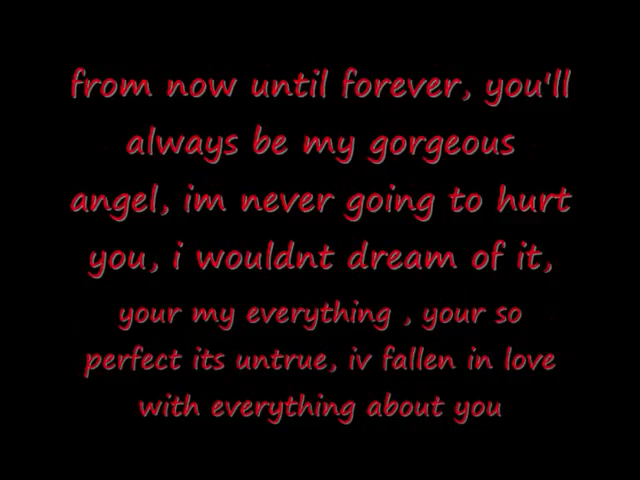 from now until forever, you'll
always be my gorgeous
angel, im never going to hurt
you, i wouldnt dream of it,
your my everything , your so
perfect its untrue, iv fallen in love
with everything about you